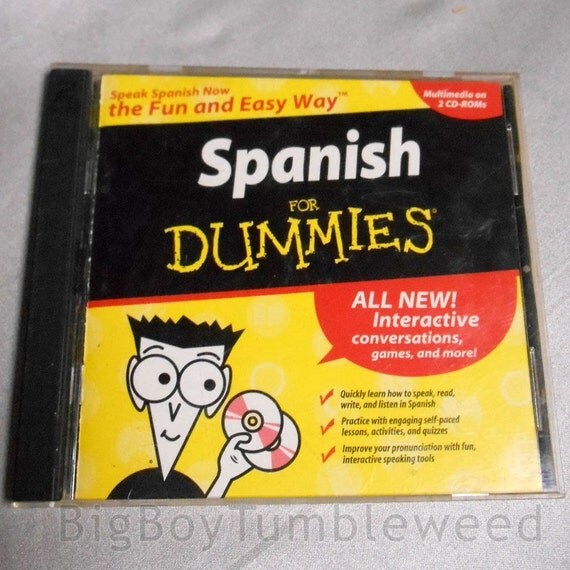 Speak Spanish Now
the Fun and Easy Way™
Multimedia on
2 CD-ROMs
Spanish
FOR
DUMMIES®
ALL NEW!
Interactive
conversations,
games, and more!
Quickly learn how to speak, read,
write, and listen in Spanish
Practice with engaging self-paced
lessons, activities, and quizzes
Improve your pronunciation with fun,
interactive speaking tools
BigBoyTumbleweed